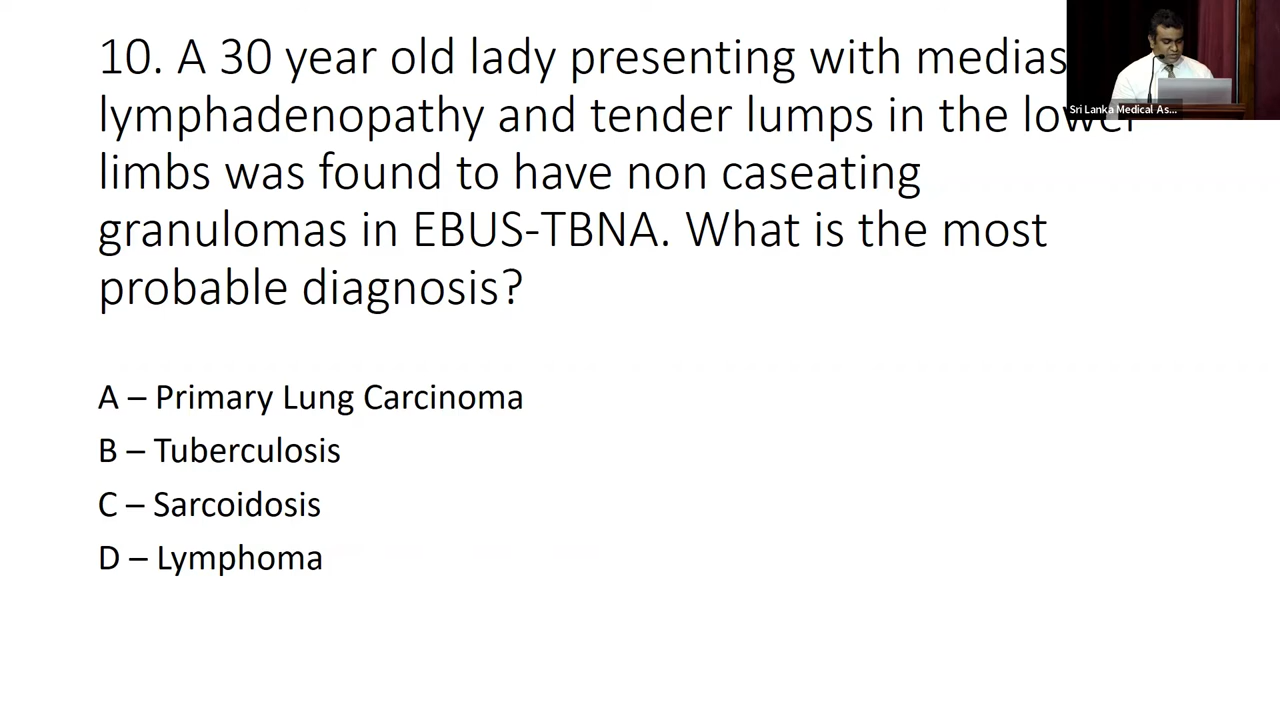 10. A 30 year old lady presenting with medias
lymphadenopathy and tender lumps in the lower
limbs was found to have non caseating
granulomas in EBUS-TBNA. What is the most
probable diagnosis?
A – Primary Lung Carcinoma
B – Tuberculosis
C – Sarcoidosis
D – Lymphoma
Sri Lanka Medical As...